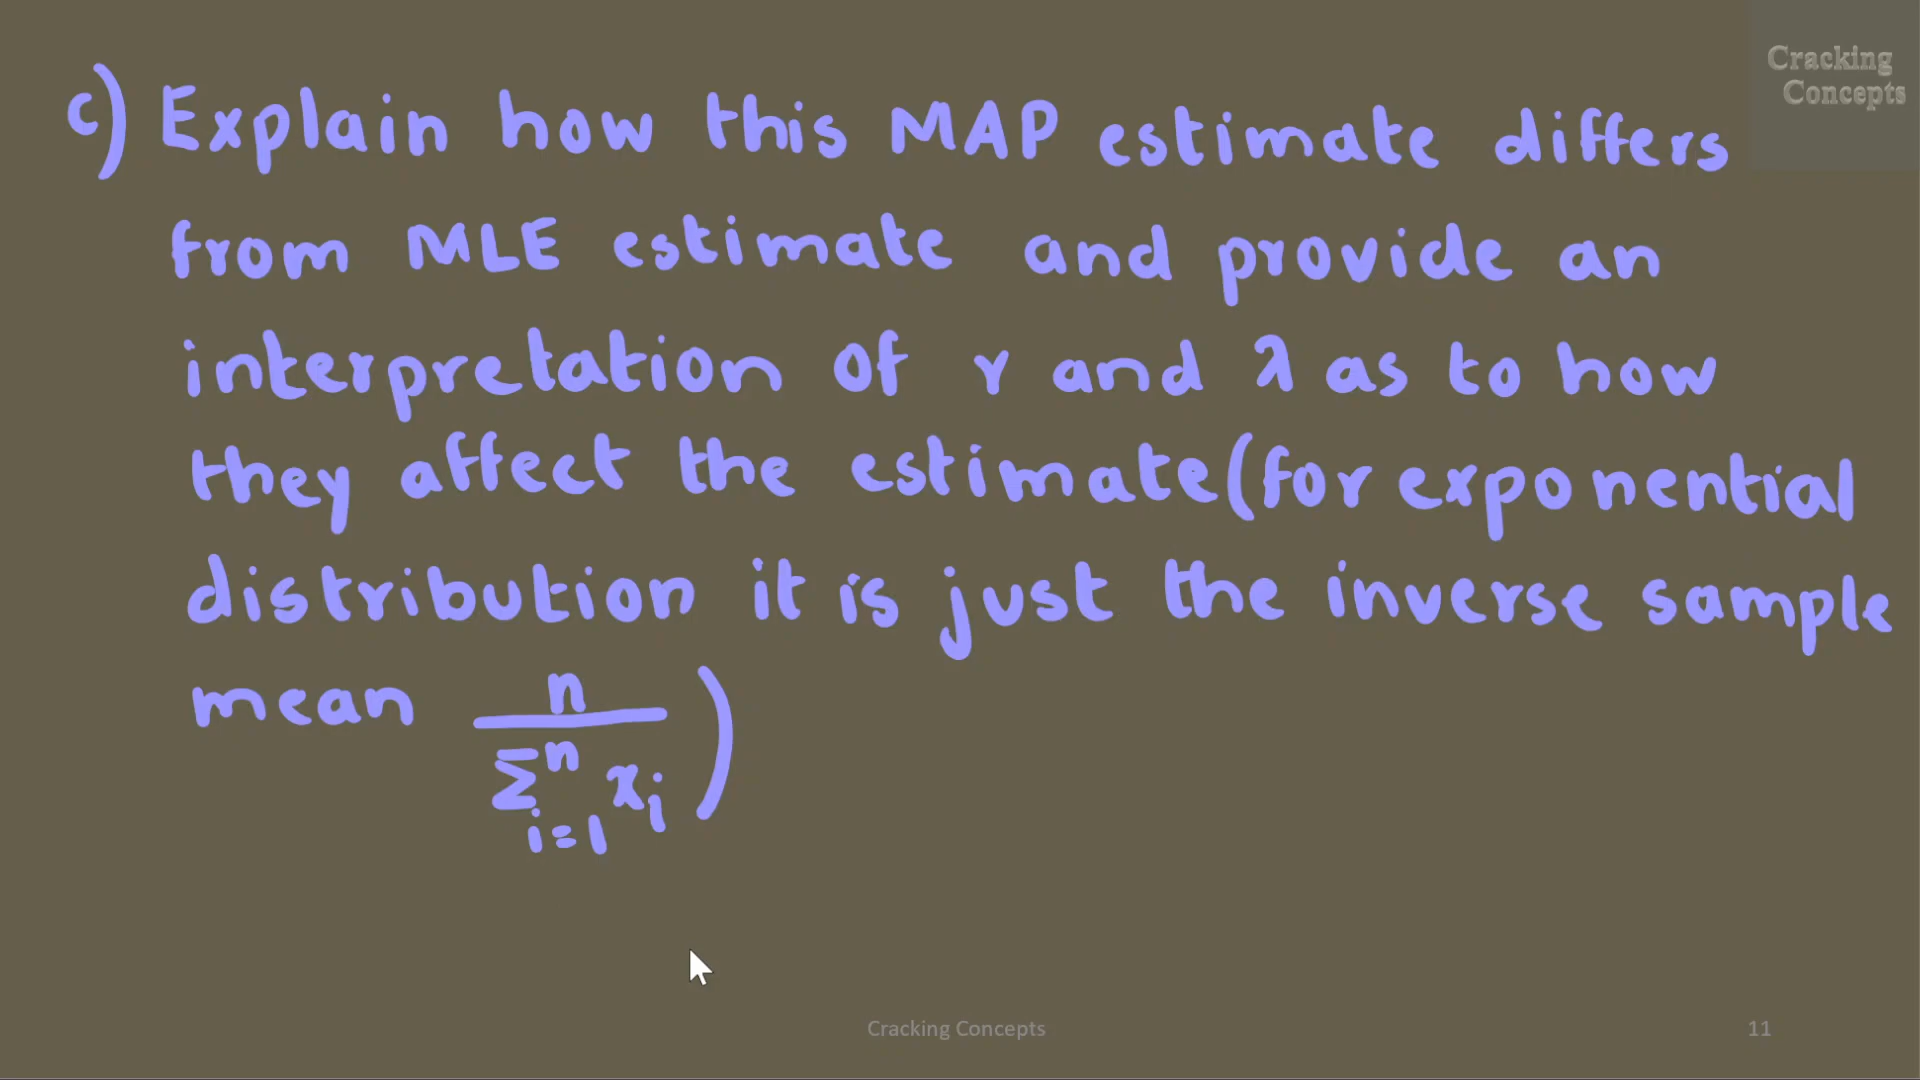 Cracking
Concepts
c) Explain how this MAP estimate differs
from MLE estimate and provide an
interpretation of r and λ as to how
they affect the estimate (for exponential
distribution it is just the inverse sample
mean n / Σⁿᵢ₌₁ xᵢ )
Cracking Concepts 11